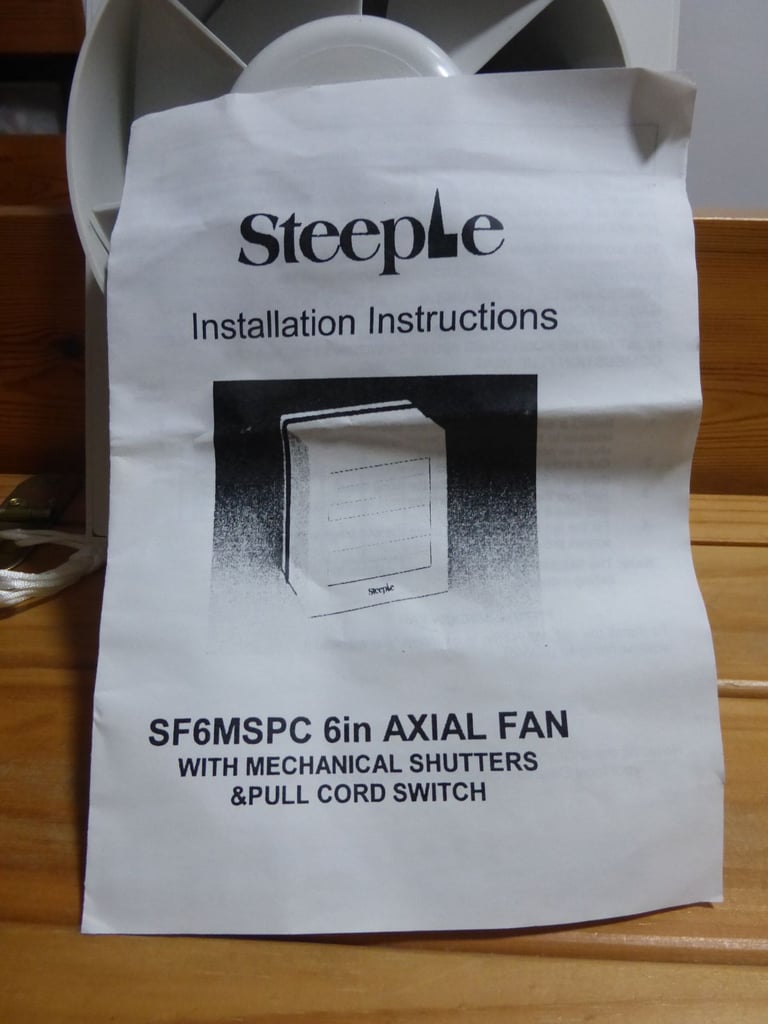 Steeple
Installation Instructions
Steeple
SF6MSPC 6in AXIAL FAN
WITH MECHANICAL SHUTTERS
&PULL CORD SWITCH